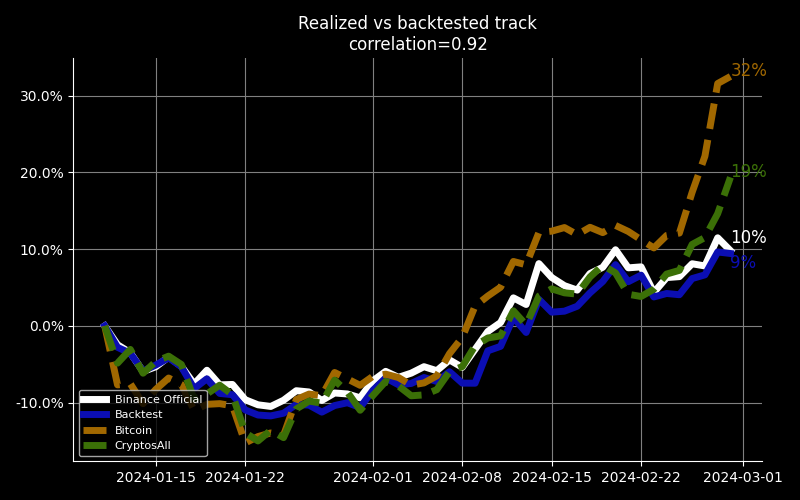 Realized vs backtested track
correlation=0.92
32%
30.0%
20.0%
19%
10.0%
10%
9%
0.0%
-10.0%
Binance Official
Backtest
Bitcoin
CryptosAll
2024-01-15 2024-01-22 2024-02-01 2024-02-08 2024-02-15 2024-02-22 2024-03-01